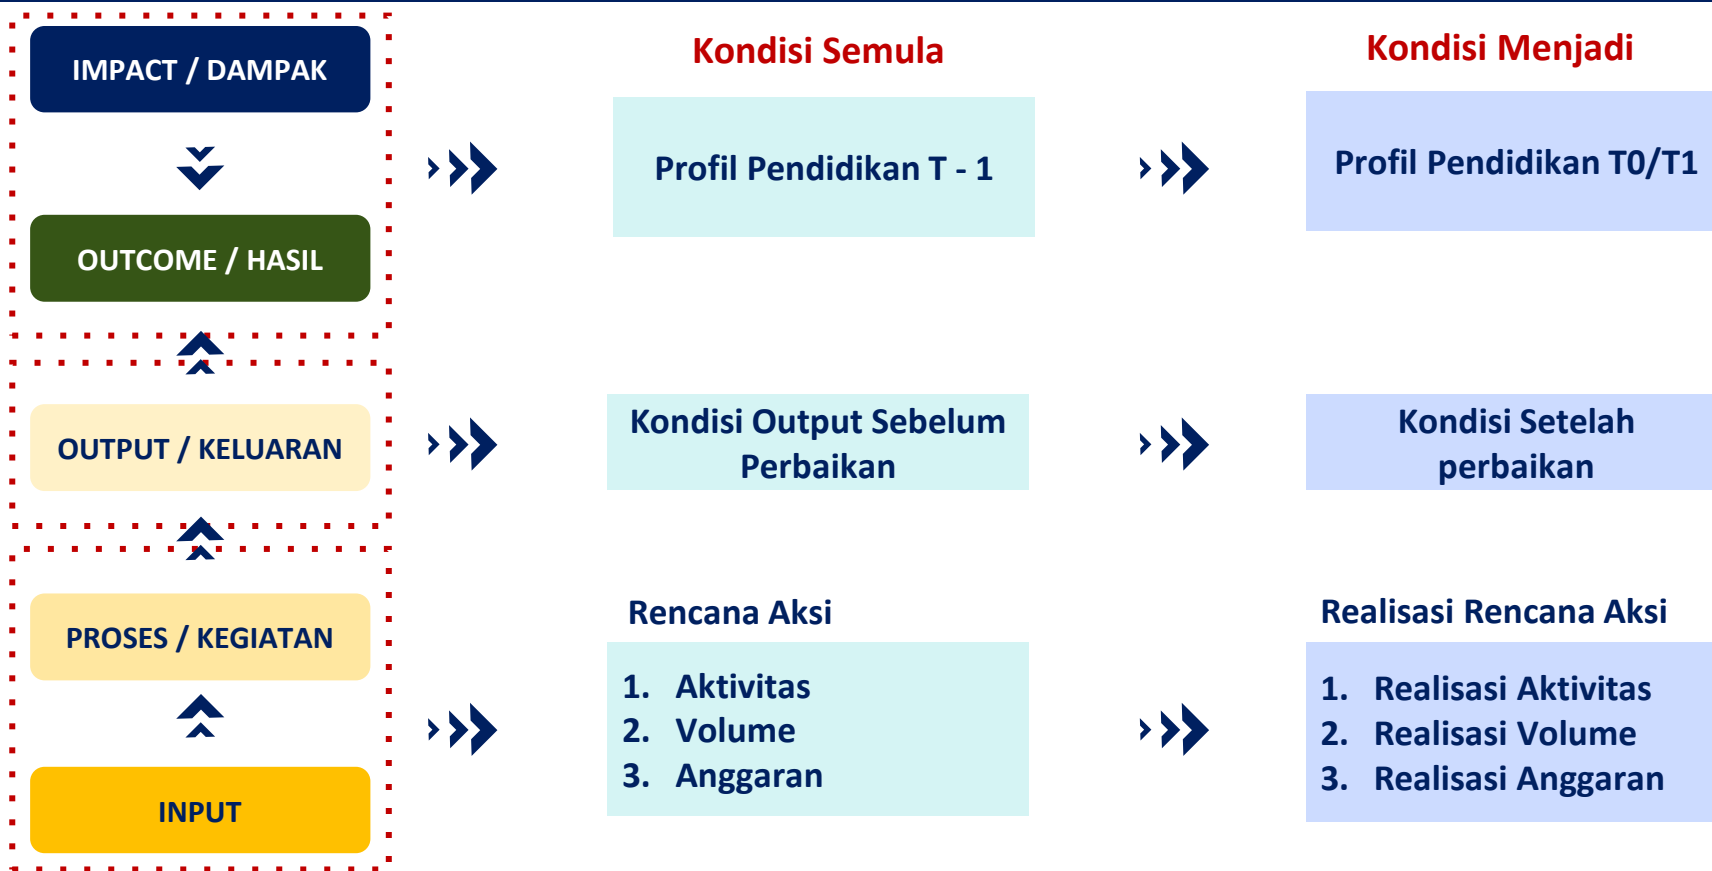 IMPACT / DAMPAK
OUTCOME / HASIL
OUTPUT / KELUARAN
PROSES / KEGIATAN
INPUT
Kondisi Semula
Profil Pendidikan T - 1
Kondisi Output Sebelum
Perbaikan
Rencana Aksi
1. Aktivitas
2. Volume
3. Anggaran
Kondisi Menjadi
Profil Pendidikan T0/T1
Kondisi Setelah
perbaikan
Realisasi Rencana Aksi
1. Realisasi Aktivitas
2. Realisasi Volume
3. Realisasi Anggaran